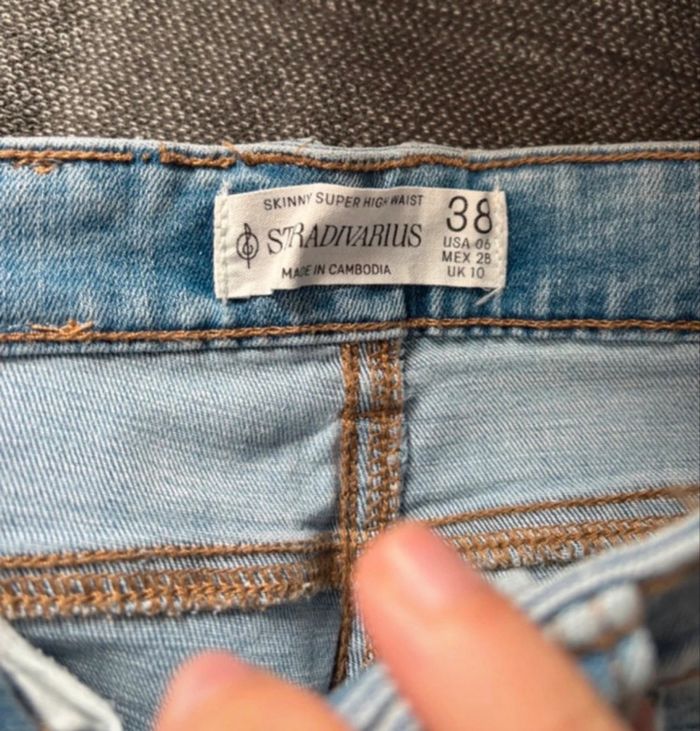 SKINNY SUPER HIGH WAIST
STRADIVARIUS
MADE IN CAMBODIA
38
USA 06
MEX 28
UK 10